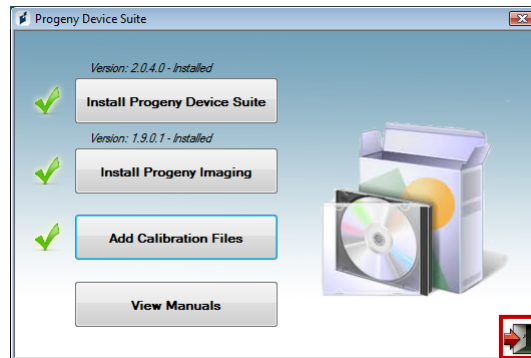 Progeny Device Suite
Version: 2.0.4.0 - Installed
Install Progeny Device Suite
Version: 1.9.0.1 - Installed
Install Progeny Imaging
Add Calibration Files
View Manuals